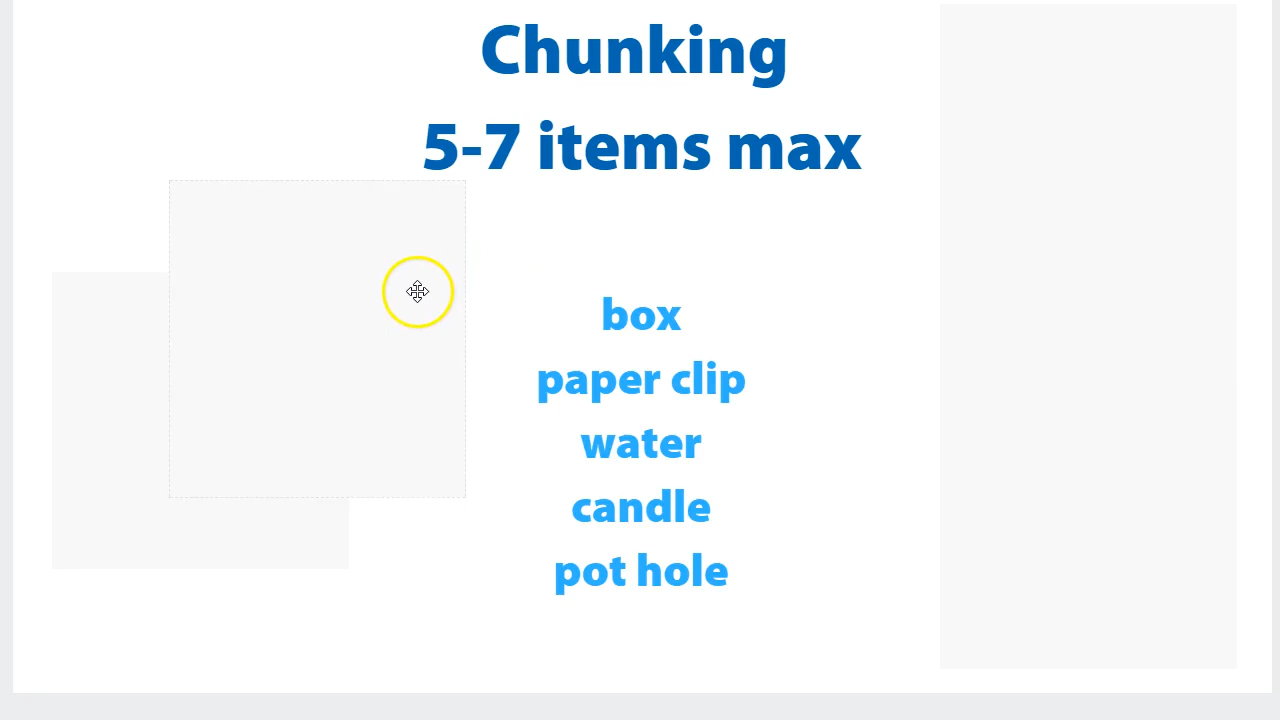 Chunking
5-7 items max
box
paper clip
water
candle
pot hole